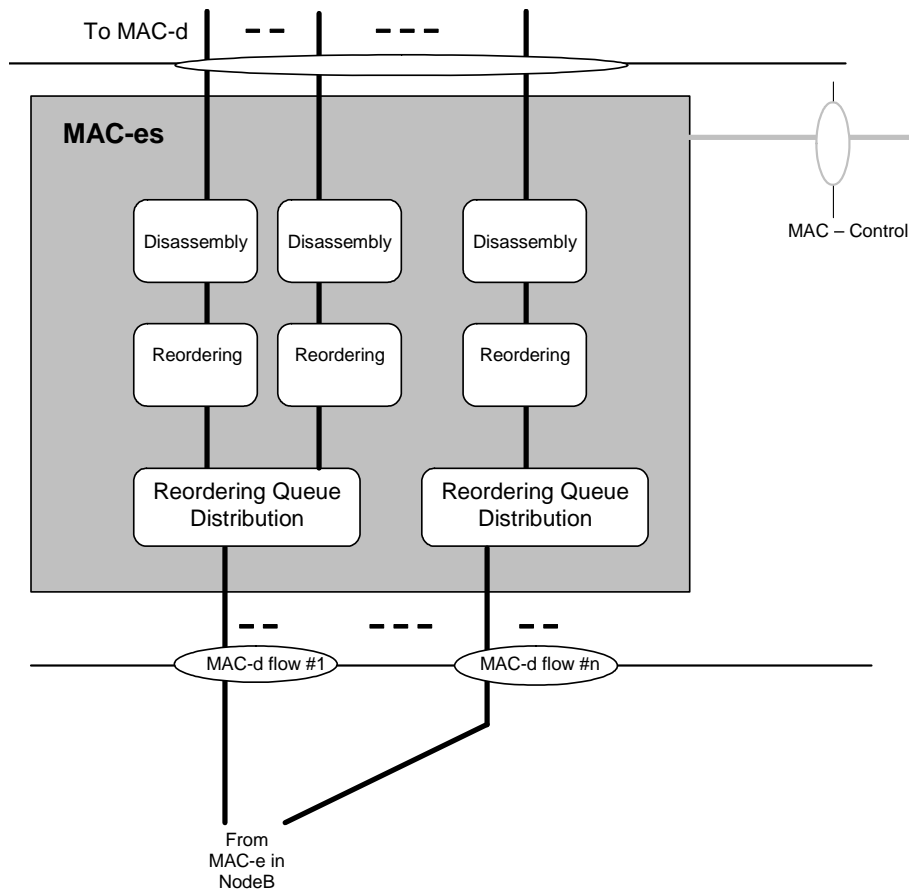 To MAC-d
MAC-es
MAC – Control
Disassembly
Disassembly
Disassembly
Reordering
Reordering
Reordering
Reordering Queue
Distribution
Reordering Queue
Distribution
MAC-d flow #1
MAC-d flow #n
From
MAC-e in
NodeB